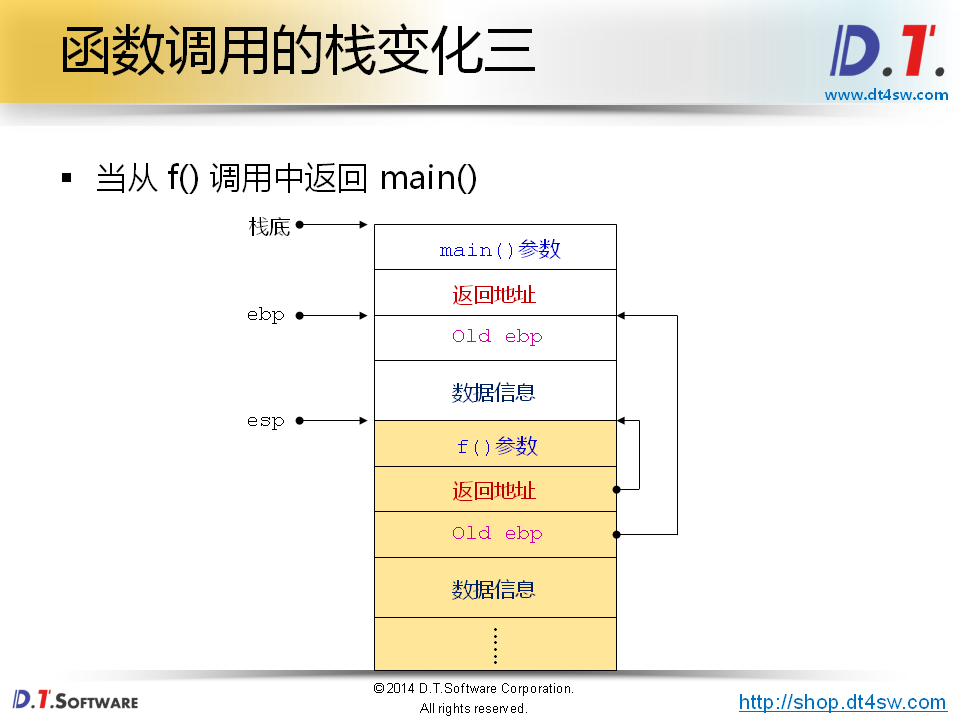 函数调用的栈变化三
D.T.
www.dt4sw.com
▪ 当从 f() 调用中返回 main()
栈底
main()参数
返回地址
ebp
Old ebp
数据信息
esp
f()参数
返回地址
Old ebp
数据信息
D.T.SOFTWARE
©2014 D.T.Software Corporation.
All rights reserved.
http://shop.dt4sw.com